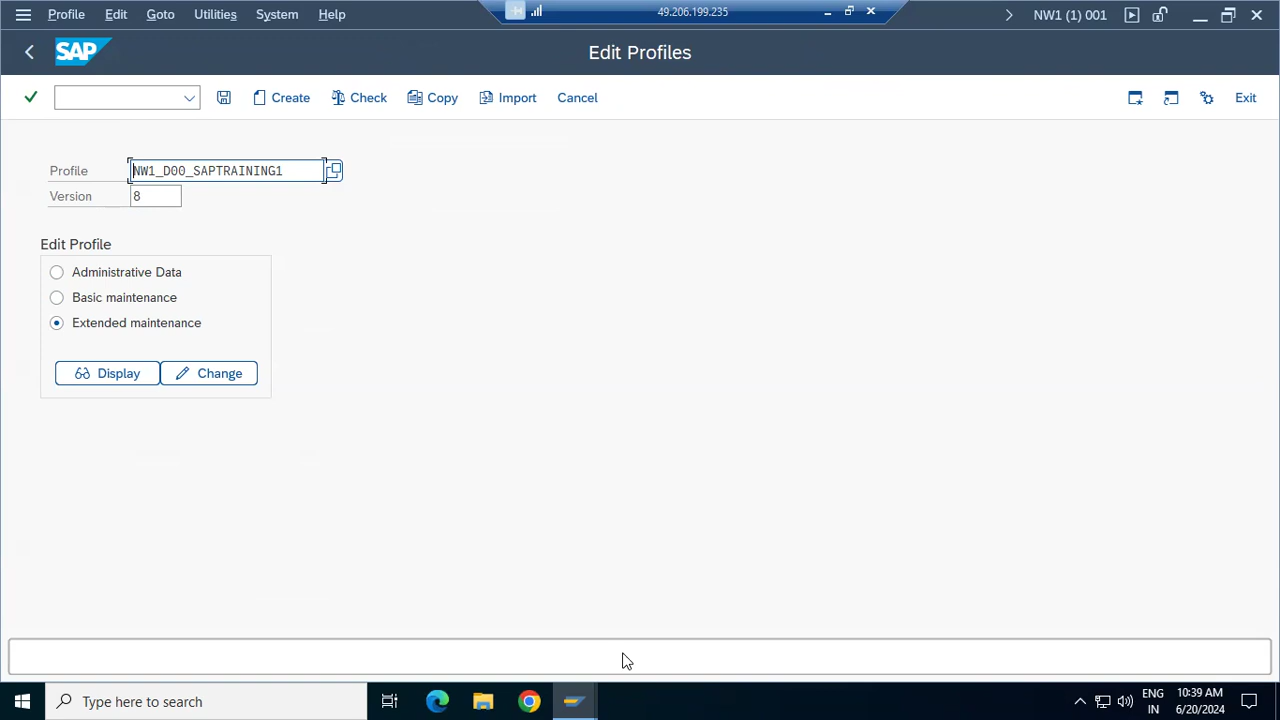 Profile Edit Goto Utilities System Help
49.206.199.235
NW1 (1) 001
SAP
Edit Profiles
Create Check Copy Import Cancel Exit
Profile NW1_D00_SAPTRAINING1
Version 8
Edit Profile
Administrative Data
Basic maintenance
Extended maintenance
Display Change
Type here to search
ENG 10:39 AM
IN 6/20/2024